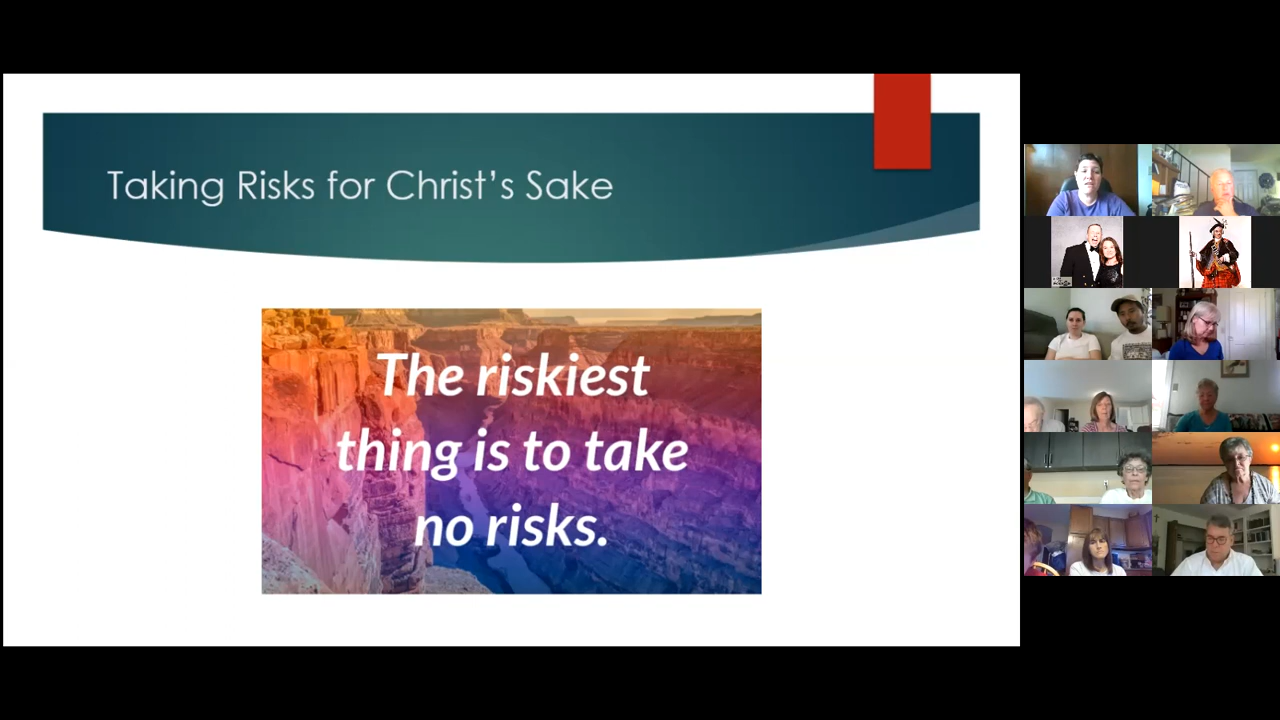 Taking Risks for Christ's Sake
The riskiest
thing is to take
no risks.